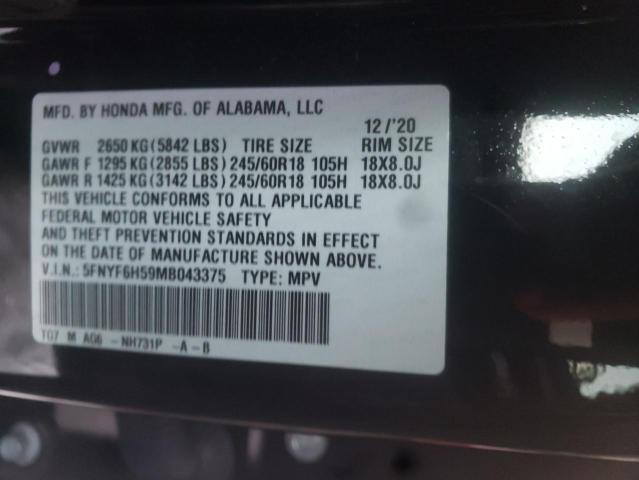 MFD. BY HONDA MFG. OF ALABAMA, LLC
12/'20
GVWR 2650 KG (5842 LBS) TIRE SIZE RIM SIZE
GAWR F 1295 KG (2855 LBS) 245/60R18 105H 18X8.0J
GAWR R 1425 KG (3142 LBS) 245/60R18 105H 18X8.0J
THIS VEHICLE CONFORMS TO ALL APPLICABLE
FEDERAL MOTOR VEHICLE SAFETY
AND THEFT PREVENTION STANDARDS IN EFFECT
ON THE DATE OF MANUFACTURE SHOWN ABOVE.
V.I.N.: 5FNYF6H59MB043375 TYPE: MPV
TG7 M AG6 - NH731P -A-B